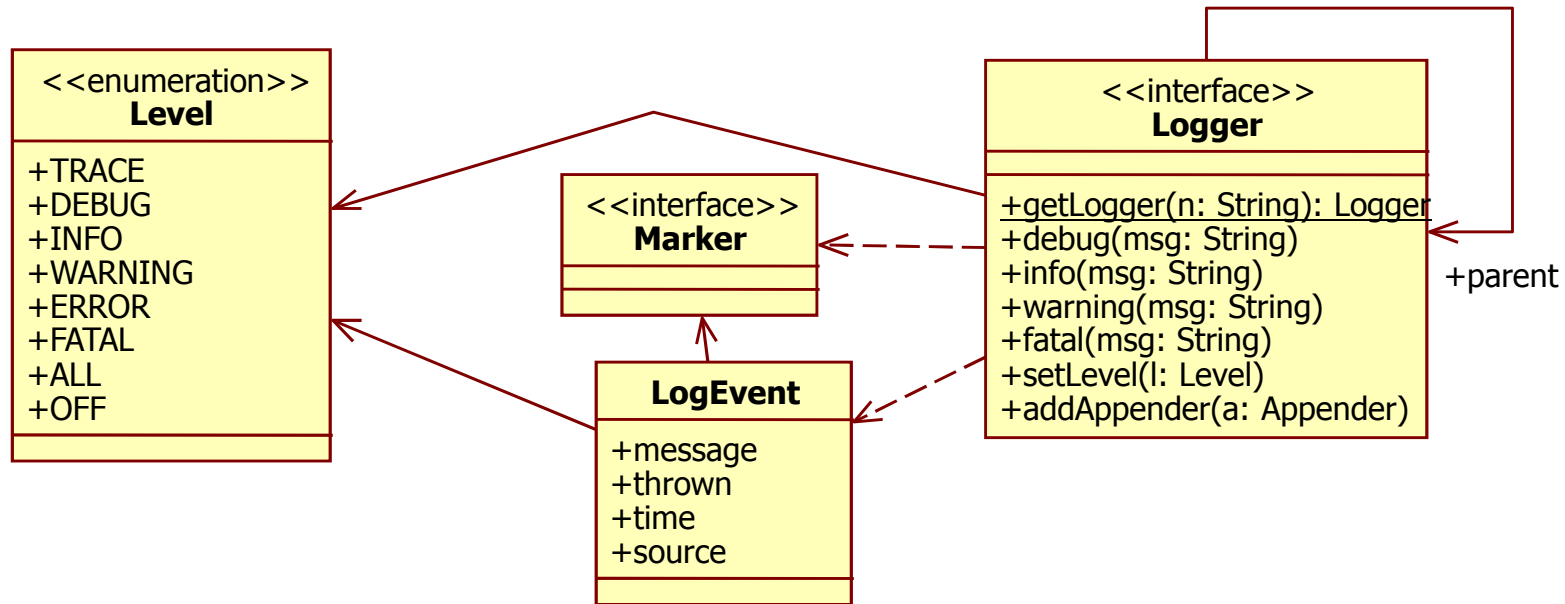 <<enumeration>>
Level
+TRACE
+DEBUG
+INFO
+WARNING
+ERROR
+FATAL
+ALL
+OFF
<<interface>>
Marker
LogEvent
+message
+thrown
+time
+source
<<interface>>
Logger
+getLogger(n: String): Logger
+debug(msg: String)
+info(msg: String)
+warning(msg: String)
+fatal(msg: String)
+setLevel(l: Level)
+addAppender(a: Appender)
+parent